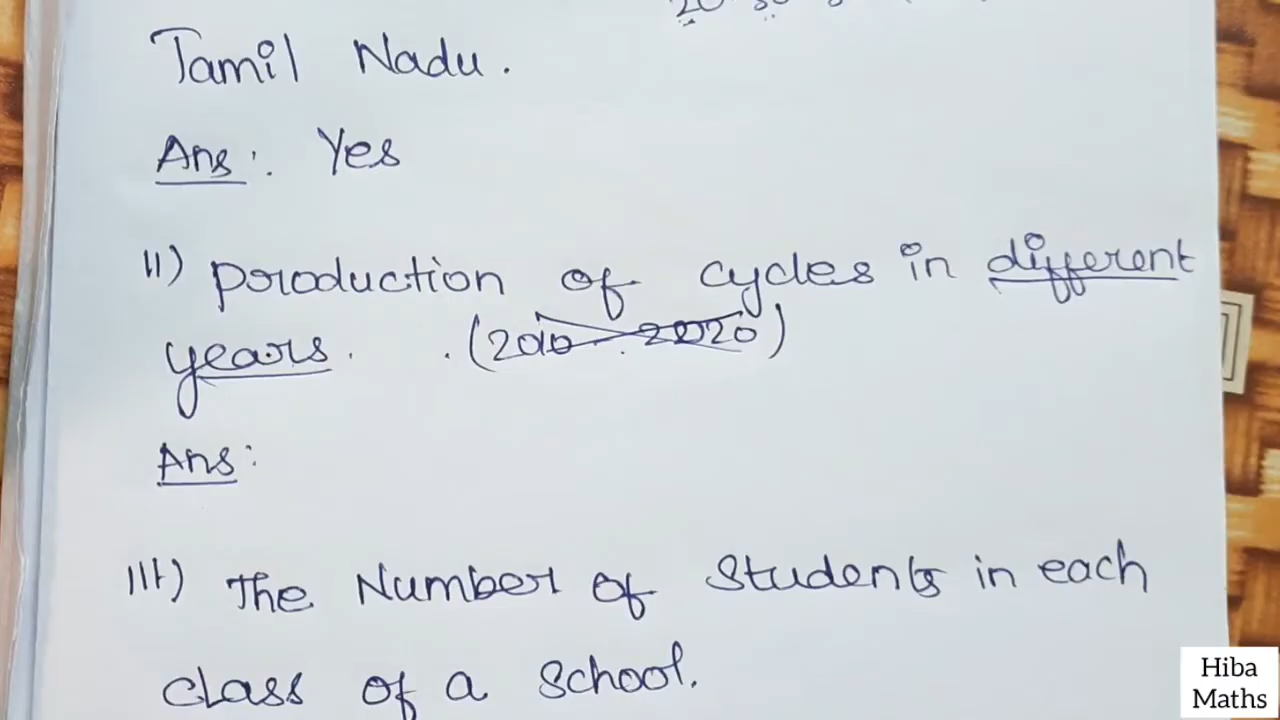 Tamil Nadu.
Ans: Yes
ii) production of cycles in different
years. (2010 - 2020)
Ans:
iii) The Number of Students in each
class of a School.
Hiba
Maths